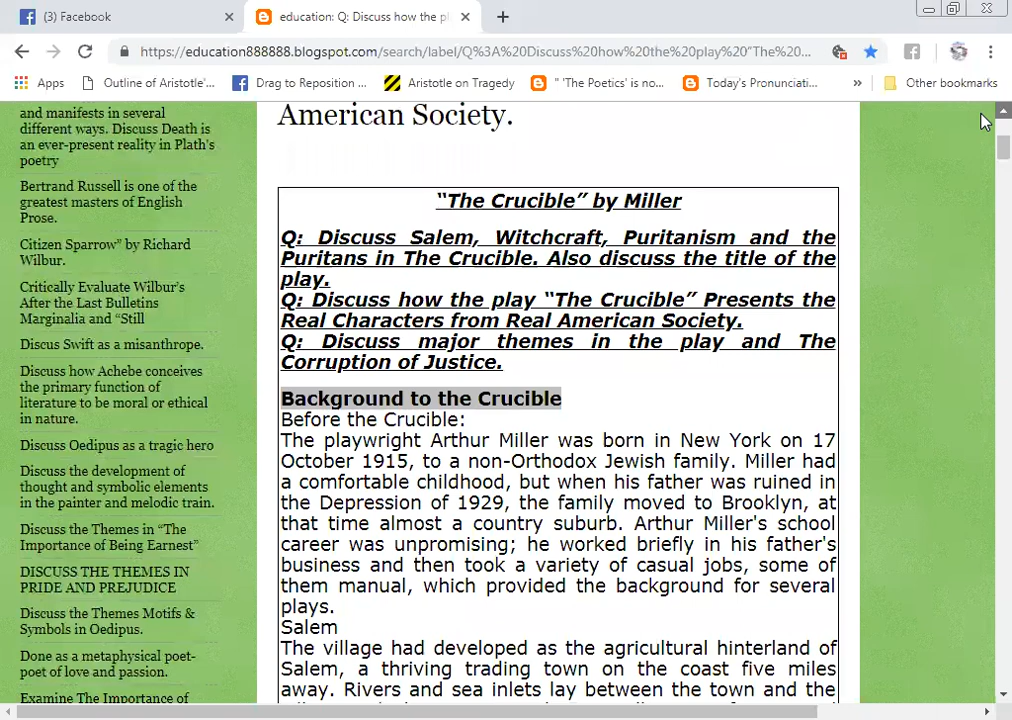 (3) Facebook
education: Q: Discuss how the pl
https://education888888.blogspot.com/search/label/Q%3A%20Discuss%20how%20the%20play%20"The%20...
Apps
Outline of Aristotle'...
Drag to Reposition ...
Aristotle on Tragedy
" 'The Poetics' is no...
Today's Pronunciati...
»
Other bookmarks
and manifests in several
different ways. Discuss Death is
an ever-present reality in Plath's
poetry
Bertrand Russell is one of the
greatest masters of English
Prose.
Citizen Sparrow” by Richard
Wilbur.
Critically Evaluate Wilbur’s
After the Last Bulletins
Marginalia and “Still
Discus Swift as a misanthrope.
Discuss how Achebe conceives
the primary function of
literature to be moral or ethical
in nature.
Discuss Oedipus as a tragic hero
Discuss the development of
thought and symbolic elements
in the painter and melodic train.
Discuss the Themes in “The
Importance of Being Earnest”
DISCUSS THE THEMES IN
PRIDE AND PREJUDICE
Discuss the Themes Motifs &
Symbols in Oedipus.
Done as a metaphysical poet-
poet of love and passion.
Examine The Importance of
American Society.
“The Crucible” by Miller
Q: Discuss Salem, Witchcraft, Puritanism and the
Puritans in The Crucible. Also discuss the title of the
play.
Q: Discuss how the play “The Crucible” Presents the
Real Characters from Real American Society.
Q: Discuss major themes in the play and The
Corruption of Justice.
Background to the Crucible
Before the Crucible:
The playwright Arthur Miller was born in New York on 17
October 1915, to a non-Orthodox Jewish family. Miller had
a comfortable childhood, but when his father was ruined in
the Depression of 1929, the family moved to Brooklyn, at
that time almost a country suburb. Arthur Miller's school
career was unpromising; he worked briefly in his father's
business and then took a variety of casual jobs, some of
them manual, which provided the background for several
plays.
Salem
The village had developed as the agricultural hinterland of
Salem, a thriving trading town on the coast five miles
away. Rivers and sea inlets lay between the town and the